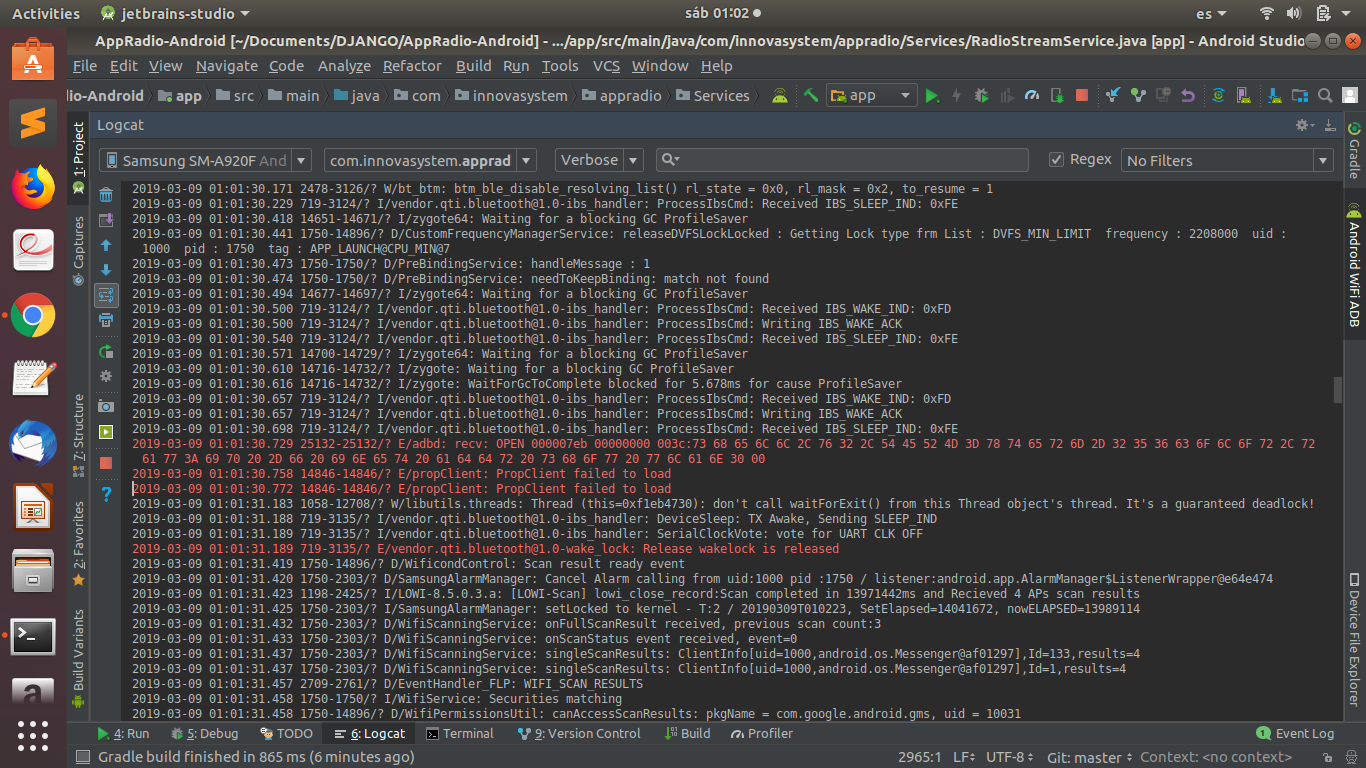 Activities jetbrains-studio sáb 01:02 es
AppRadio-Android [~/Documents/DJANGO/AppRadio-Android] - .../app/src/main/java/com/innovasystem/appradio/Services/RadioStreamService.java [app] - Android Studio
File Edit View Navigate Code Analyze Refactor Build Run Tools VCS Window Help
lio-Android app src main java com innovasystem appradio Services app
Logcat
Samsung SM-A920F And com.innovasystem.apprad Verbose Regex No Filters
2019-03-09 01:01:30.171 2478-3126/? W/bt_btm: btm_ble_disable_resolving_list() rl_state = 0x0, rl_mask = 0x2, to_resume = 1
2019-03-09 01:01:30.229 719-3124/? I/vendor.qti.bluetooth@1.0-ibs_handler: ProcessIbsCmd: Received IBS_SLEEP_IND: 0xFE
2019-03-09 01:01:30.418 14651-14671/? I/zygote64: Waiting for a blocking GC ProfileSaver
2019-03-09 01:01:30.441 1750-14896/? D/CustomFrequencyManagerService: releaseDVFSLockLocked : Getting Lock type frm List : DVFS_MIN_LIMIT frequency : 2208000 uid :
1000 pid : 1750 tag : APP_LAUNCH@CPU_MIN@7
2019-03-09 01:01:30.473 1750-1750/? D/PreBindingService: handleMessage : 1
2019-03-09 01:01:30.474 1750-1750/? D/PreBindingService: needToKeepBinding: match not found
2019-03-09 01:01:30.494 14677-14697/? I/zygote64: Waiting for a blocking GC ProfileSaver
2019-03-09 01:01:30.500 719-3124/? I/vendor.qti.bluetooth@1.0-ibs_handler: ProcessIbsCmd: Received IBS_WAKE_IND: 0xFD
2019-03-09 01:01:30.500 719-3124/? I/vendor.qti.bluetooth@1.0-ibs_handler: ProcessIbsCmd: Writing IBS_WAKE_ACK
2019-03-09 01:01:30.540 719-3124/? I/vendor.qti.bluetooth@1.0-ibs_handler: ProcessIbsCmd: Received IBS_SLEEP_IND: 0xFE
2019-03-09 01:01:30.571 14700-14729/? I/zygote64: Waiting for a blocking GC ProfileSaver
2019-03-09 01:01:30.610 14716-14732/? I/zygote: Waiting for a blocking GC ProfileSaver
2019-03-09 01:01:30.616 14716-14732/? I/zygote: WaitForGcToComplete blocked for 5.678ms for cause ProfileSaver
2019-03-09 01:01:30.657 719-3124/? I/vendor.qti.bluetooth@1.0-ibs_handler: ProcessIbsCmd: Received IBS_WAKE_IND: 0xFD
2019-03-09 01:01:30.657 719-3124/? I/vendor.qti.bluetooth@1.0-ibs_handler: ProcessIbsCmd: Writing IBS_WAKE_ACK
2019-03-09 01:01:30.698 719-3124/? I/vendor.qti.bluetooth@1.0-ibs_handler: ProcessIbsCmd: Received IBS_SLEEP_IND: 0xFE
2019-03-09 01:01:30.729 25132-25132/? E/adbd: recv: OPEN 000007eb 00000000 003c:73 68 65 6C 6C 2C 76 32 2C 54 45 52 4D 3D 78 74 65 72 6D 2D 32 35 36 63 6F 6C 6F 72 2C 72
61 77 3A 69 70 20 2D 66 20 69 6E 65 74 20 61 64 64 72 20 73 68 6F 77 20 77 6C 61 6E 30 00
2019-03-09 01:01:30.758 14846-14846/? E/propClient: PropClient failed to load
2019-03-09 01:01:30.772 14846-14846/? E/propClient: PropClient failed to load
2019-03-09 01:01:31.183 1058-12708/? W/libutils.threads: Thread (this=0xf1eb4730): don't call waitForExit() from this Thread object's thread. It's a guaranteed deadlock!
2019-03-09 01:01:31.188 719-3135/? I/vendor.qti.bluetooth@1.0-ibs_handler: DeviceSleep: TX Awake, Sending SLEEP_IND
2019-03-09 01:01:31.189 719-3135/? I/vendor.qti.bluetooth@1.0-ibs_handler: SerialClockVote: vote for UART CLK OFF
2019-03-09 01:01:31.189 719-3135/? E/vendor.qti.bluetooth@1.0-wake_lock: Release wakelock is released
2019-03-09 01:01:31.419 1750-14896/? D/WificondControl: Scan result ready event
2019-03-09 01:01:31.420 1750-2303/? D/SamsungAlarmManager: Cancel Alarm calling from uid:1000 pid :1750 / listener:android.app.AlarmManager$ListenerWrapper@e64e474
2019-03-09 01:01:31.423 1198-2425/? I/LOWI-8.5.0.3.a: [LOWI-Scan] lowi_close_record:Scan completed in 13971442ms and Recieved 4 APs scan results
2019-03-09 01:01:31.425 1750-2303/? I/SamsungAlarmManager: setLocked to kernel - T:2 / 20190309T010223, SetElapsed=14041672, nowELAPSED=13989114
2019-03-09 01:01:31.432 1750-2303/? D/WifiScanningService: onFullScanResult received, previous scan count:3
2019-03-09 01:01:31.433 1750-2303/? D/WifiScanningService: onScanStatus event received, event=0
2019-03-09 01:01:31.437 1750-2303/? D/WifiScanningService: singleScanResults: ClientInfo[uid=1000,android.os.Messenger@af01297],Id=133,results=4
2019-03-09 01:01:31.437 1750-2303/? D/WifiScanningService: singleScanResults: ClientInfo[uid=1000,android.os.Messenger@af01297],Id=1,results=4
2019-03-09 01:01:31.457 2709-2761/? D/EventHandler_FLP: WIFI_SCAN_RESULTS
2019-03-09 01:01:31.458 1750-1750/? I/WifiService: Securities matching
2019-03-09 01:01:31.458 1750-14896/? D/WifiPermissionsUtil: canAccessScanResults: pkgName = com.google.android.gms, uid = 10031
1: Project
Captures
7: Structure
2: Favorites
Build Variants
Gradle
Android WiFi ADB
Device File Explorer
4: Run 5: Debug TODO 6: Logcat Terminal 9: Version Control Build Profiler 1 Event Log
Gradle build finished in 865 ms (6 minutes ago) 2965:1 LF÷ UTF-8÷ Git: master÷ Context: <no context>